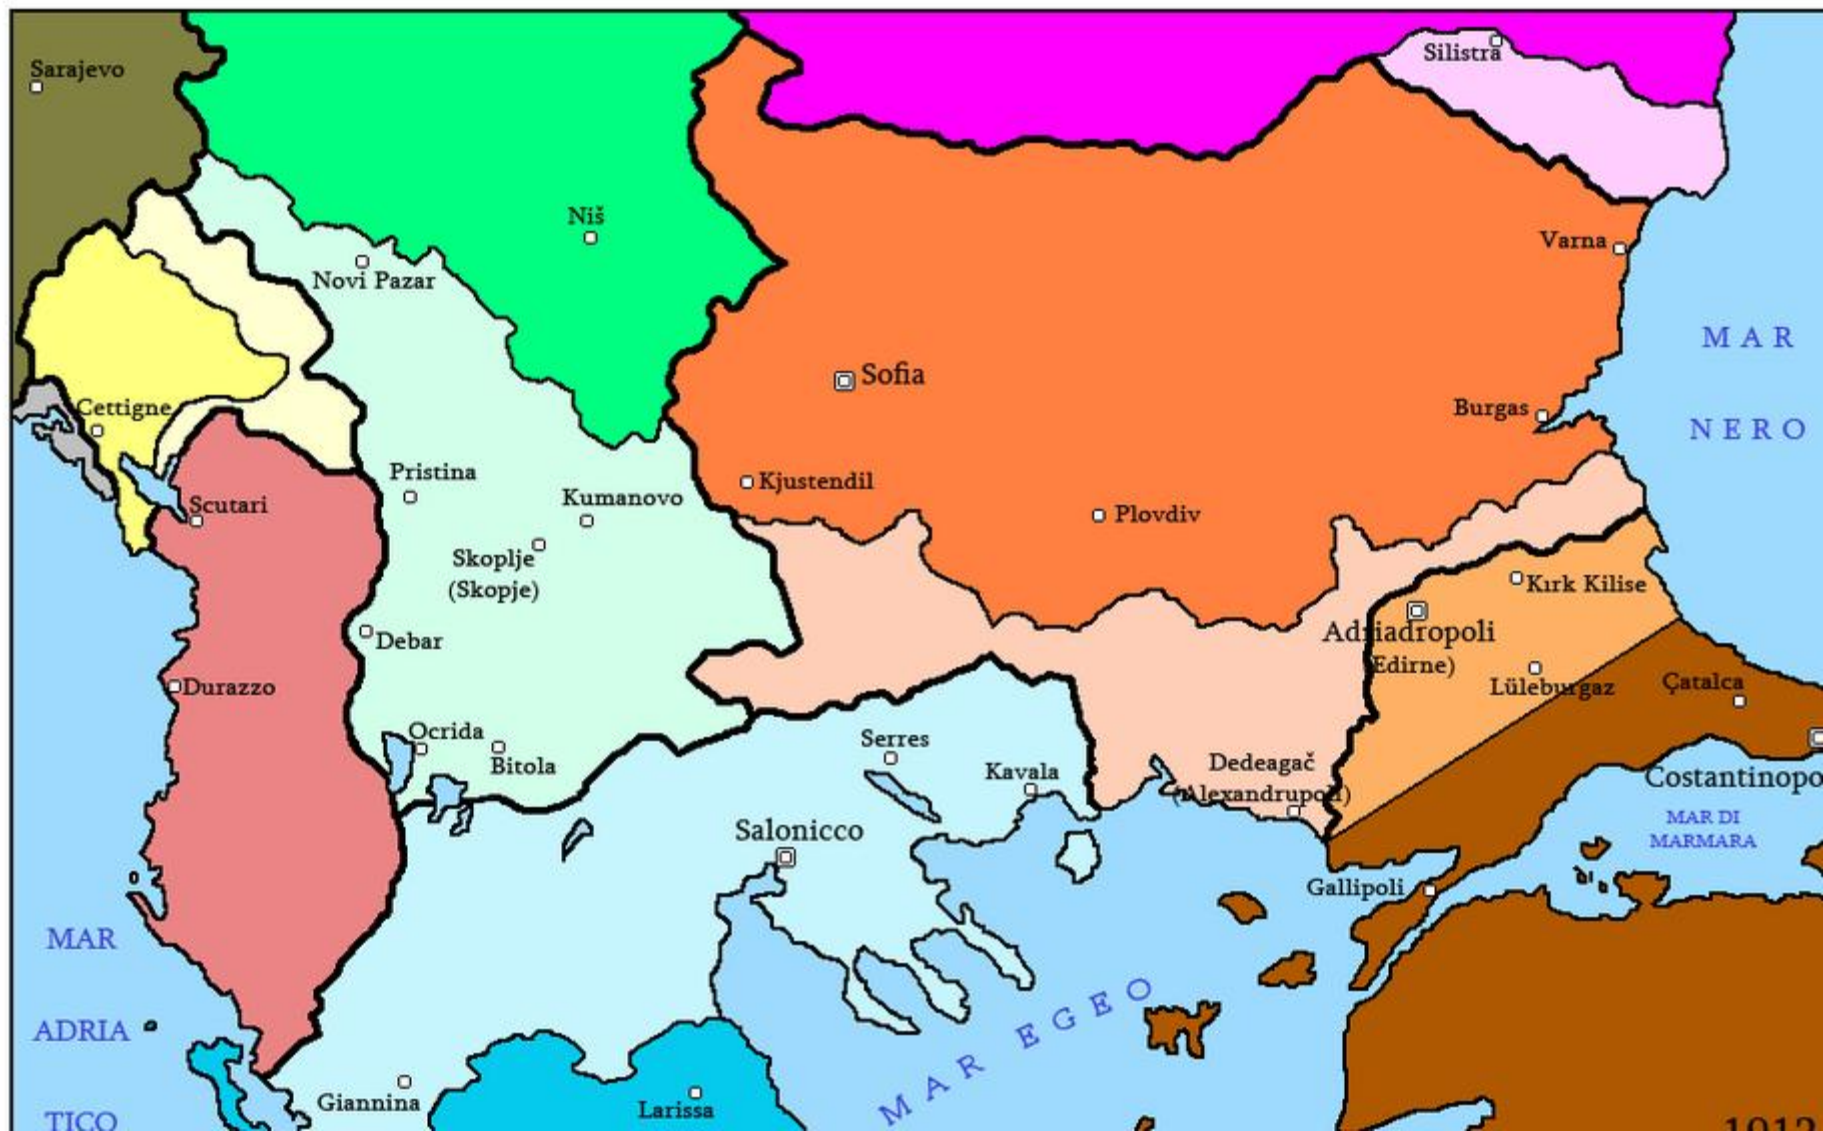 Silistra
Sarajevo
Niš
Varna
Novi Pazar
MAR
NERO
Sofia
Cettigne
Burgas
Pristina
Kjustendil
Scutari
Kumanovo
Plovdiv
Skoplje
(Skopje)
Kırk Kilise
Debar
Adriadropoli
(Edirne)
Durazzo
Lüleburgaz
Çatalca
Ocrida
Bitola
Serres
Kavala
Dedeagač
(Alexandrupoli)
Costantinopo
MAR DI
MARMARA
Salonicco
Gallipoli
MAR
ADRIA
TICO
MAR EGEO
Giannina
Larissa